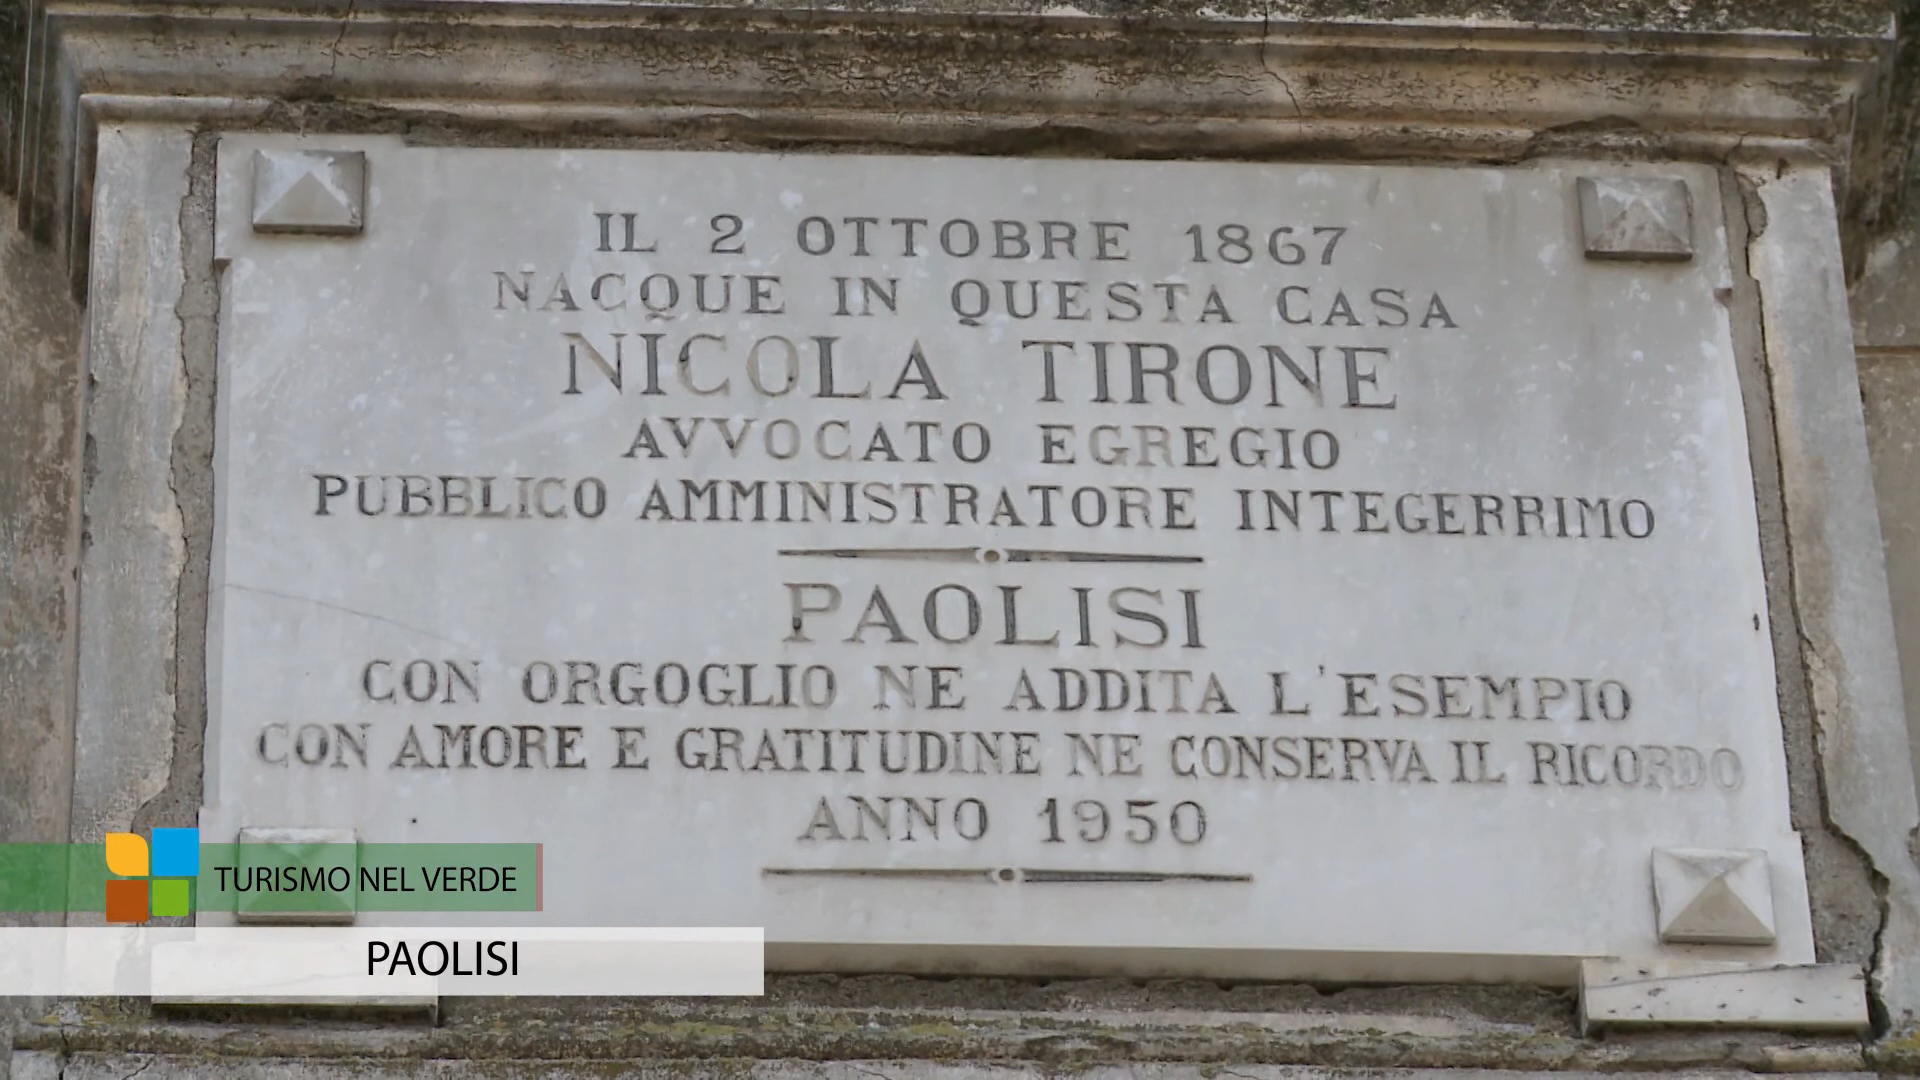 IL 2 OTTOBRE 1867
NACQUE IN QUESTA CASA
NICOLA TIRONE
AVVOCATO EGREGIO
PUBBLICO AMMINISTRATORE INTEGERRIMO
PAOLISI
CON ORGOGLIO NE ADDITA L'ESEMPIO
CON AMORE E GRATITUDINE NE CONSERVA IL RICORDO
ANNO 1950
TURISMO NEL VERDE
PAOLISI